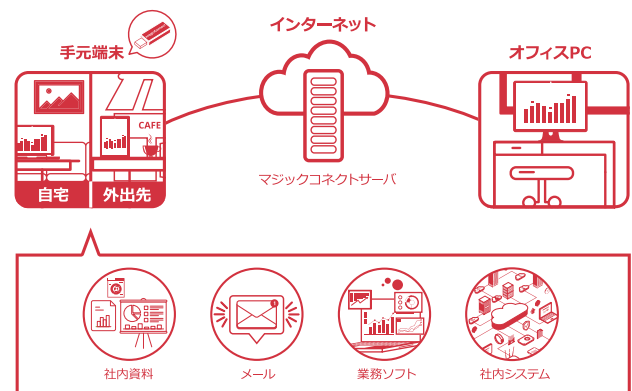 インターネット
手元端末
オフィスPC
CAFE
自宅
外出先
マジックコネクトサーバ
社内資料
メール
業務ソフト
社内システム